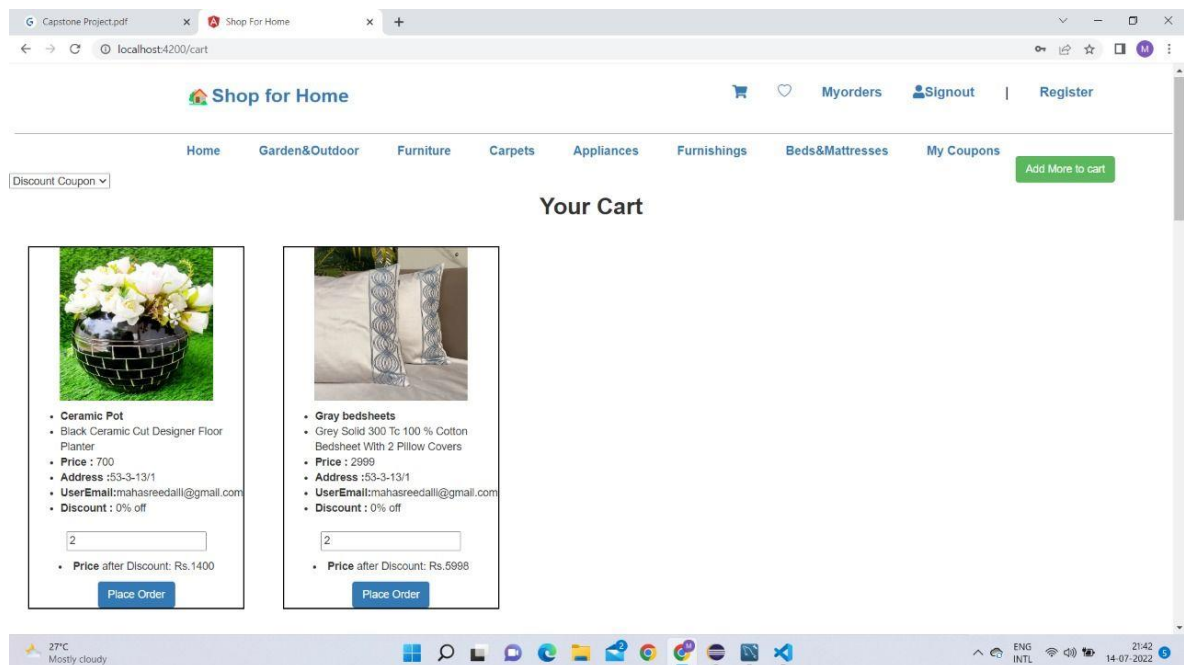 Capstone Project.pdf
Shop For Home
localhost:4200/cart
M
Shop for Home
Myorders
Signout
|
Register
Home
Garden&Outdoor
Furniture
Carpets
Appliances
Furnishings
Beds&Mattresses
My Coupons
Add More to cart
Discount Coupon
Your Cart
Ceramic Pot
Black Ceramic Cut Designer Floor
Planter
Price : 700
Address :53-3-13/1
UserEmail:mahasreedalli@gmail.com
Discount : 0% off
2
Price after Discount: Rs.1400
Place Order
Gray bedsheets
Grey Solid 300 Tc 100 % Cotton
Bedsheet With 2 Pillow Covers
Price : 2999
Address :53-3-13/1
UserEmail:mahasreedalli@gmail.com
Discount : 0% off
2
Price after Discount: Rs.5998
Place Order
27°C
Mostly cloudy
ENG
INTL
21:42
14-07-2022
5